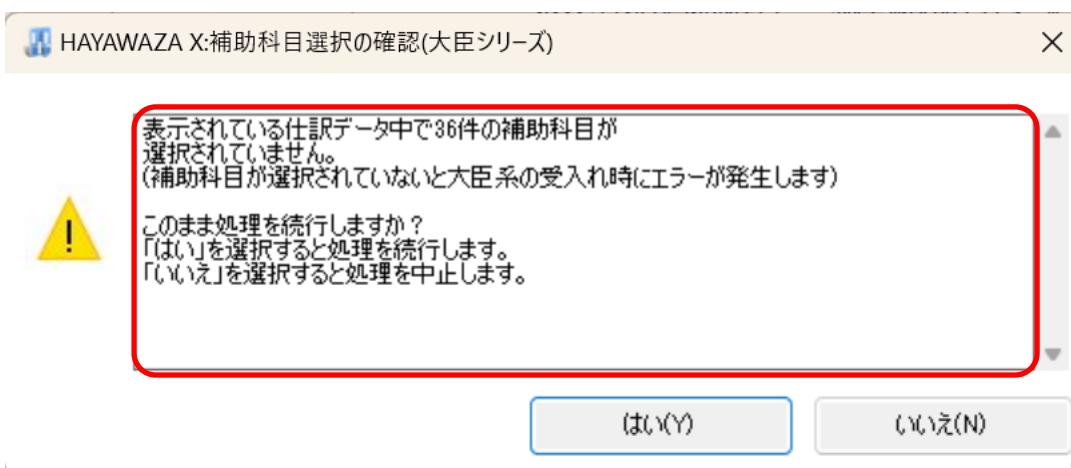 HAYAWAZA X:補助科目選択の確認(大臣シリーズ)
表示されている仕訳データ中で36件の補助科目が
選択されていません。
(補助科目が選択されていないと大臣系の受入れ時にエラーが発生します)
このまま処理を続行しますか？
「はい」を選択すると処理を続行します。
「いいえ」を選択すると処理を中止します。
はい(Y)
いいえ(N)